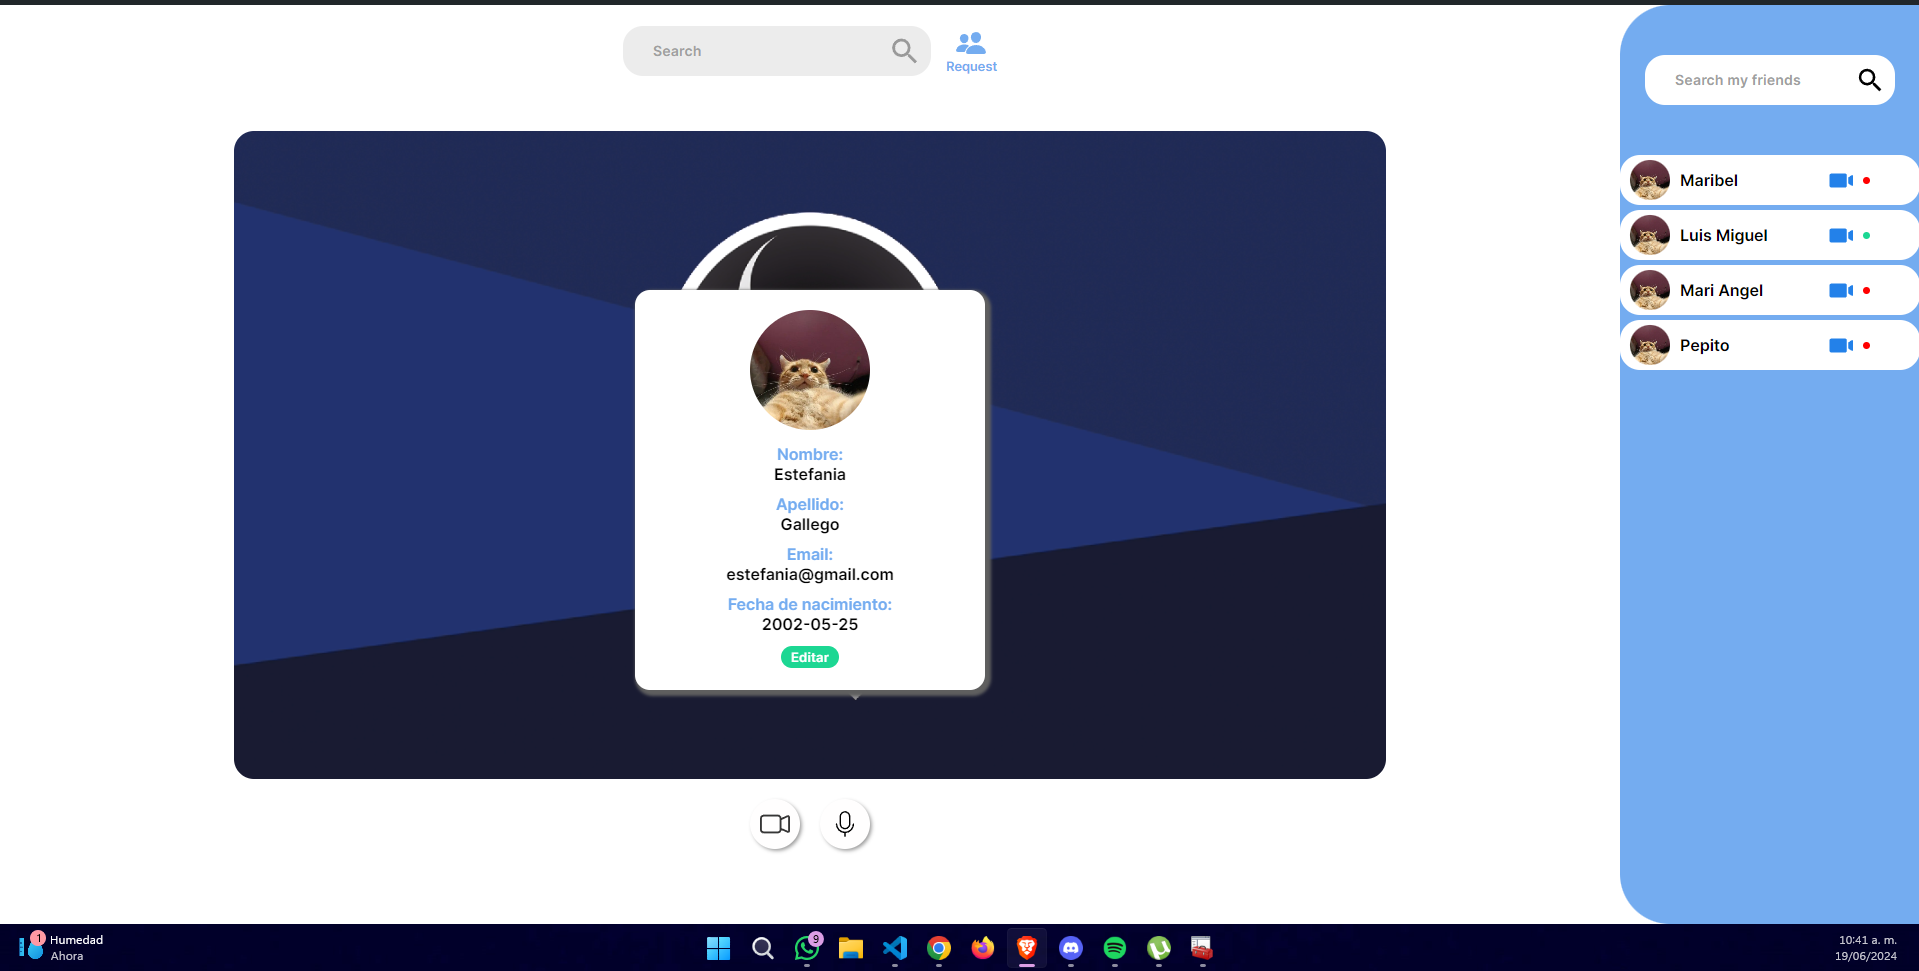 Search
Request
Search my friends
Maribel
Luis Miguel
Mari Angel
Pepito
Nombre:
Estefania
Apellido:
Gallego
Email:
estefania@gmail.com
Fecha de nacimiento:
2002-05-25
Editar
1
Humedad
Ahora
9
10:41 a. m.
19/06/2024